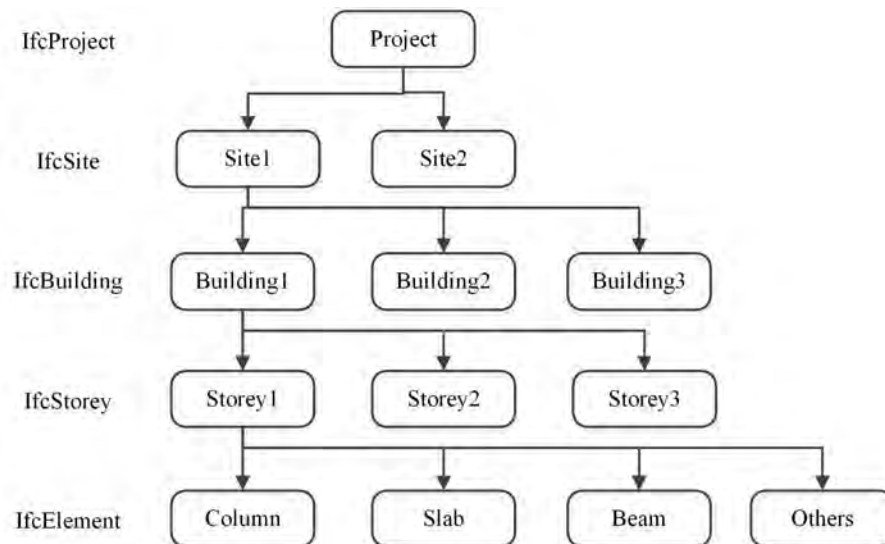 IfcProject Project
IfcSite Site1 Site2
IfcBuilding Building1 Building2 Building3
IfcStorey Storey1 Storey2 Storey3
IfcElement Column Slab Beam Others